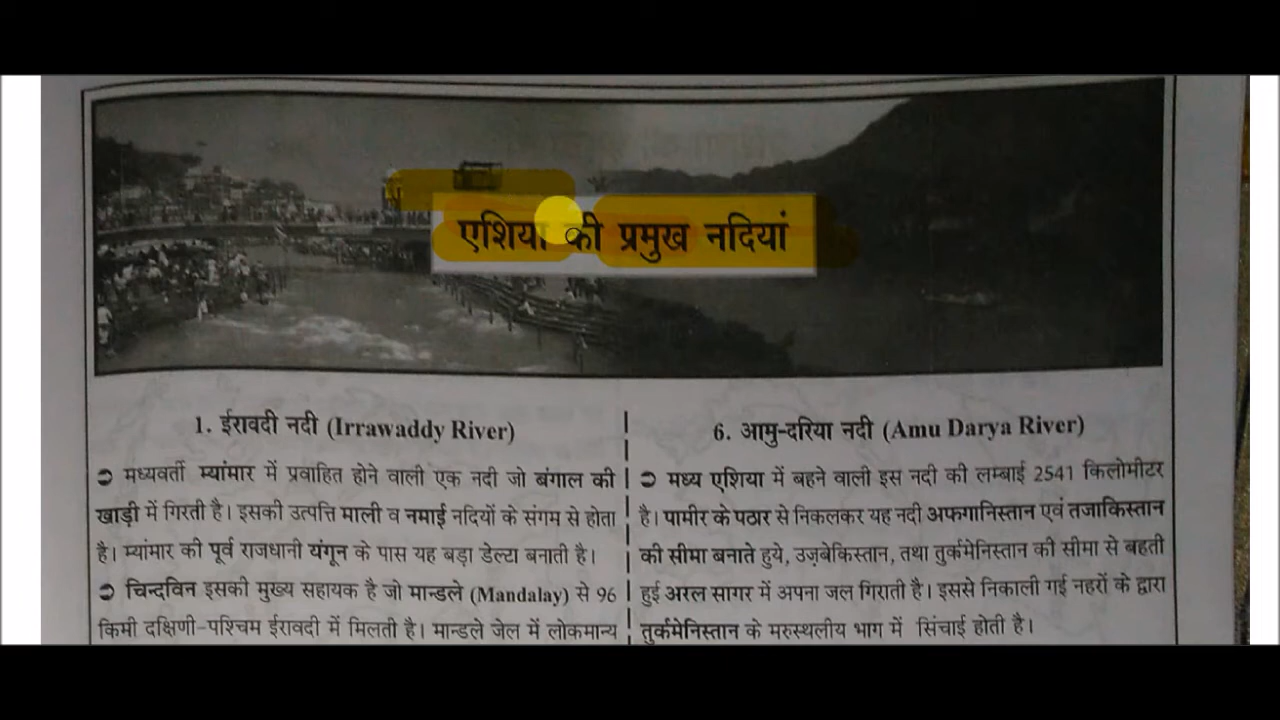 एशिया की प्रमुख नदियां
1. ईरावदी नदी (Irrawaddy River)
➲ मध्यवर्ती म्यांमार में प्रवाहित होने वाली एक नदी जो बंगाल की
खाड़ी में गिरती है। इसकी उत्पत्ति माली व नमाई नदियों के संगम से होता
है। म्यांमार की पूर्व राजधानी यंगून के पास यह बड़ा डेल्टा बनाती है।
➲ चिन्दविन इसकी मुख्य सहायक है जो मान्डले (Mandalay) से 96
किमी दक्षिणी-पश्चिम ईरावदी में मिलती है। मान्डले जेल में लोकमान्य
6. आमु-दरिया नदी (Amu Darya River)
➲ मध्य एशिया में बहने वाली इस नदी की लम्बाई 2541 किलोमीटर
है। पामीर के पठार से निकलकर यह नदी अफगानिस्तान एवं तजाकिस्तान
की सीमा बनाते हुये, उज़बेकिस्तान, तथा तुर्कमेनिस्तान की सीमा से बहती
हुई अरल सागर में अपना जल गिराती है। इससे निकाली गई नहरों के द्वारा
तुर्कमेनिस्तान के मरुस्थलीय भाग में सिंचाई होती है।